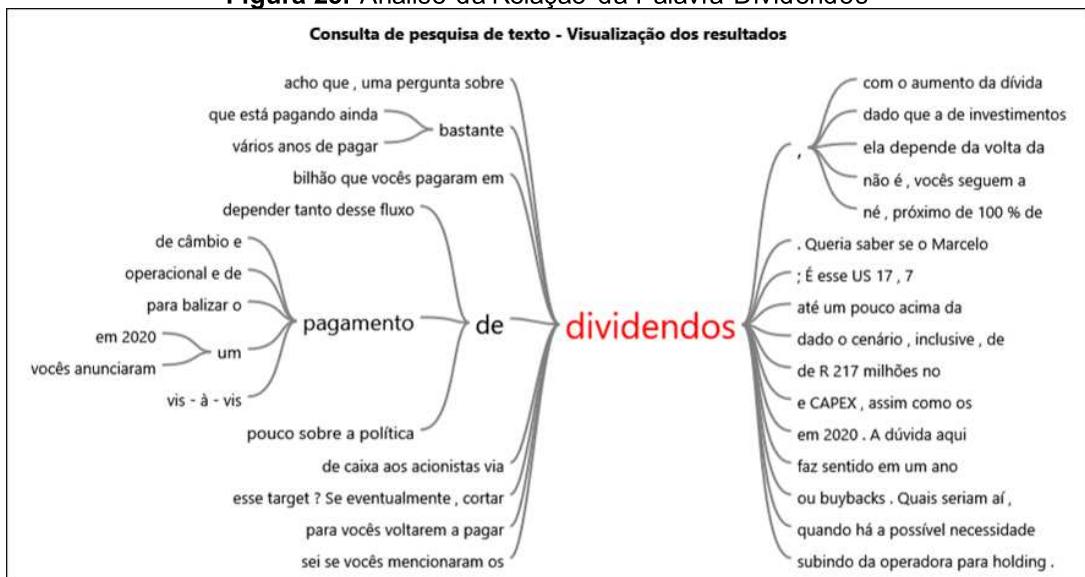 Consulta de pesquisa de texto - Visualização dos resultados
acho que , uma pergunta sobre
que está pagando ainda
vários anos de pagar
bastante
bilhão que vocês pagaram em
depender tanto desse fluxo
de câmbio e
operacional e de
para balizar o
em 2020
vocês anunciaram
um
vis - à - vis
pagamento
pouco sobre a política
de
de caixa aos acionistas via
esse target ? Se eventualmente , cortar
para vocês voltarem a pagar
sei se vocês mencionaram os
dividendos
,
com o aumento da dívida
dado que a de investimentos
ela depende da volta da
não é , vocês seguem a
né , próximo de 100 % de
. Queria saber se o Marcelo
; É esse US 17 , 7
até um pouco acima da
dado o cenário , inclusive , de
de R 217 milhões no
e CAPEX , assim como os
em 2020 . A dúvida aqui
faz sentido em um ano
ou buybacks . Quais seriam aí ,
quando há a possível necessidade
subindo da operadora para holding .